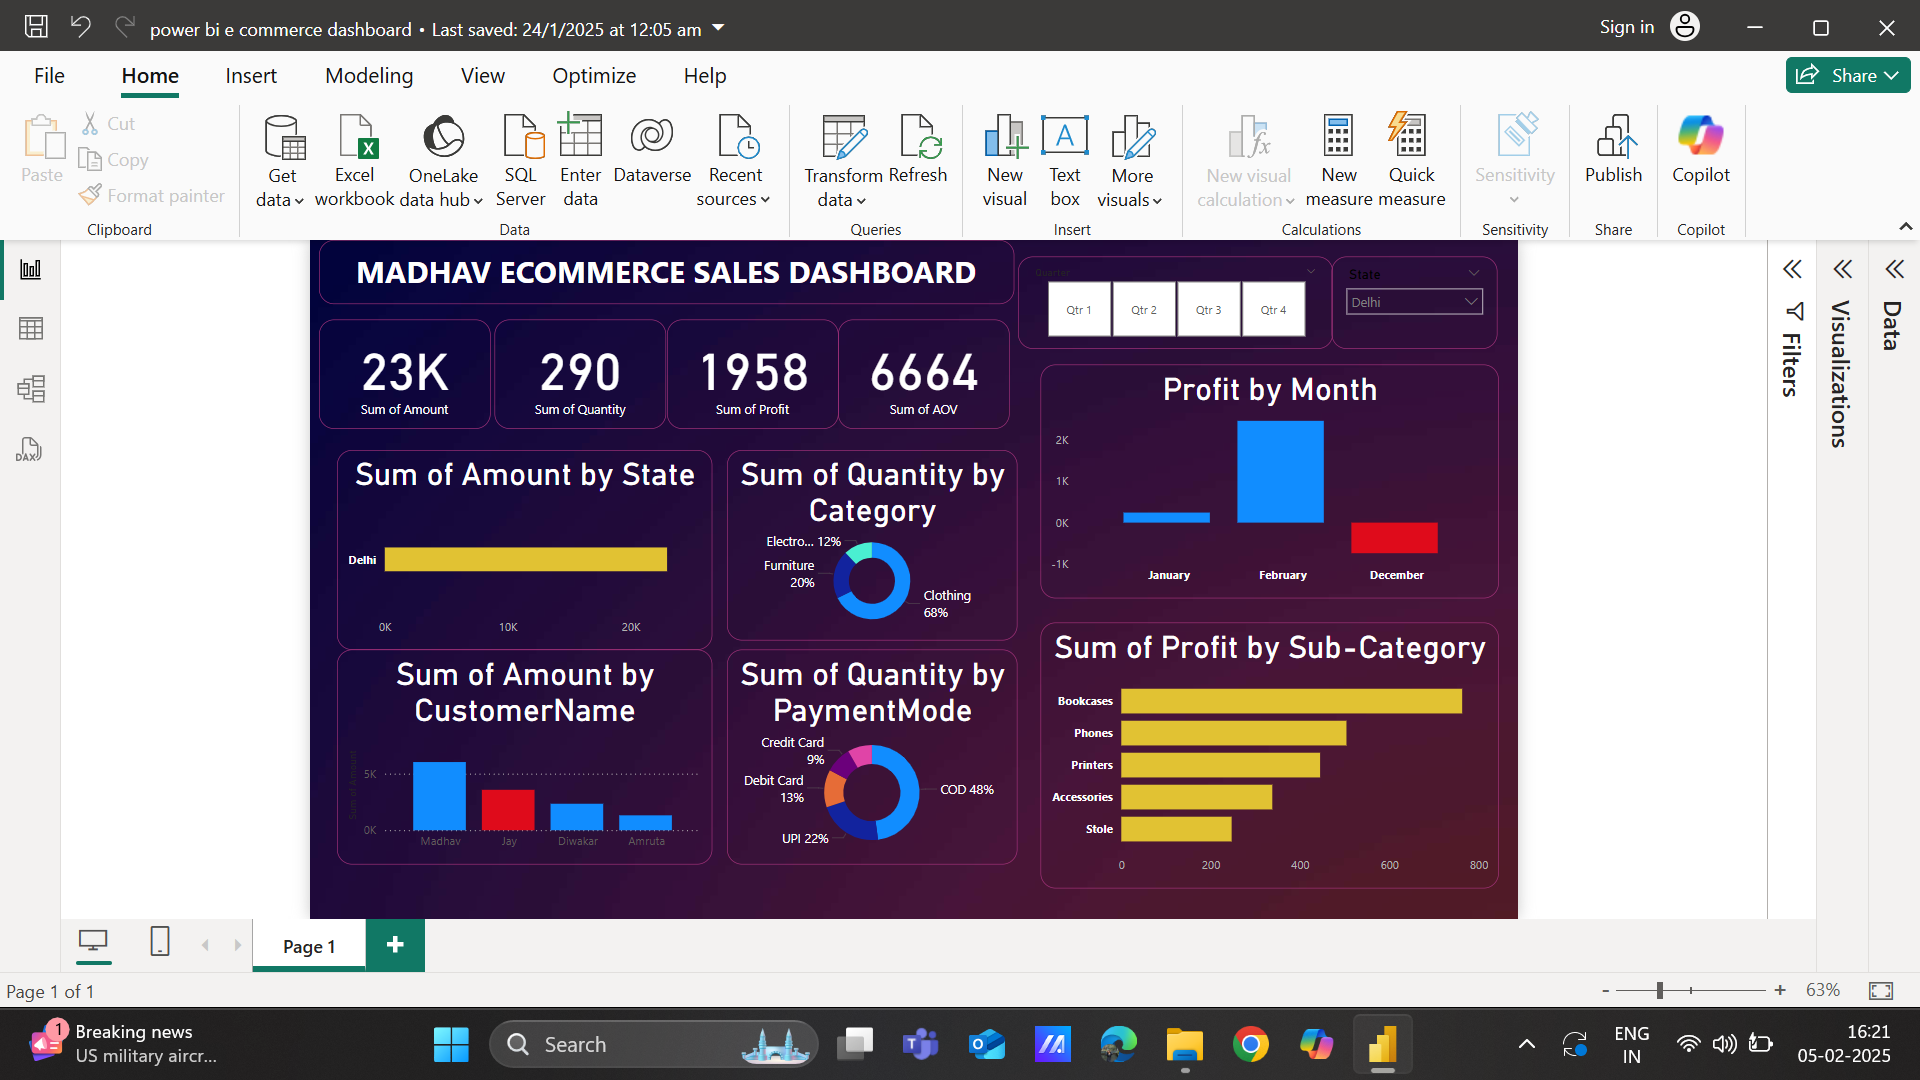 power bi e commerce dashboard • Last saved: 24/1/2025 at 12:05 am
Sign in
File Home Insert Modeling View Optimize Help
Share
Paste
Cut
Copy
Format painter
Clipboard
Get data
Excel workbook
OneLake data hub
SQL Server
Enter data
Dataverse
Recent sources
Data
Transform data
Refresh
Queries
New visual
A
Text box
More visuals
Insert
New visual calculation
New measure
Quick measure
Calculations
Sensitivity
Sensitivity
Publish
Share
Copilot
Copilot
DAX
MADHAV ECOMMERCE SALES DASHBOARD
Quarter
Qtr 1 Qtr 2 Qtr 3 Qtr 4
State
Delhi
23K
Sum of Amount
290
Sum of Quantity
1958
Sum of Profit
6664
Sum of AOV
Sum of Amount by State
Delhi
0K 10K 20K
Sum of Quantity by
Category
Electro... 12%
Furniture
20%
Clothing
68%
Profit by Month
2K
1K
0K
-1K
January February December
Sum of Amount by
CustomerName
Sum of Amount
5K
0K
Madhav Jay Diwakar Amruta
Sum of Quantity by
PaymentMode
Credit Card
9%
Debit Card
13%
UPI 22%
COD 48%
Sum of Profit by Sub-Category
Bookcases
Phones
Printers
Accessories
Stole
0 200 400 600 800
Filters
Visualizations
Data
Page 1
+
Page 1 of 1
- + 63%
1
Breaking news
US military aircr...
Search
ENG
IN
16:21
05-02-2025